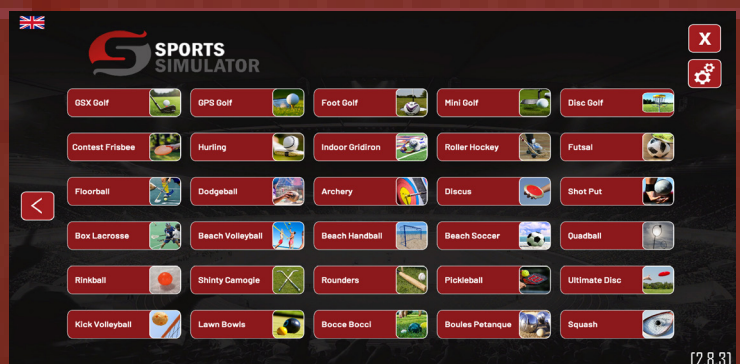 SPORTS
SIMULATOR
X
GSX Golf
GPS Golf
Foot Golf
Mini Golf
Disc Golf
Contest Frisbee
Hurling
Indoor Gridiron
Roller Hockey
Futsal
Floorball
Dodgeball
Archery
Discus
Shot Put
Box Lacrosse
Beach Volleyball
Beach Handball
Beach Soccer
Quadball
Rinkball
Shinty Camogie
Rounders
Pickleball
Ultimate Disc
Kick Volleyball
Lawn Bowls
Bocce Bocci
Boules Petanque
Squash
[2.8.3]